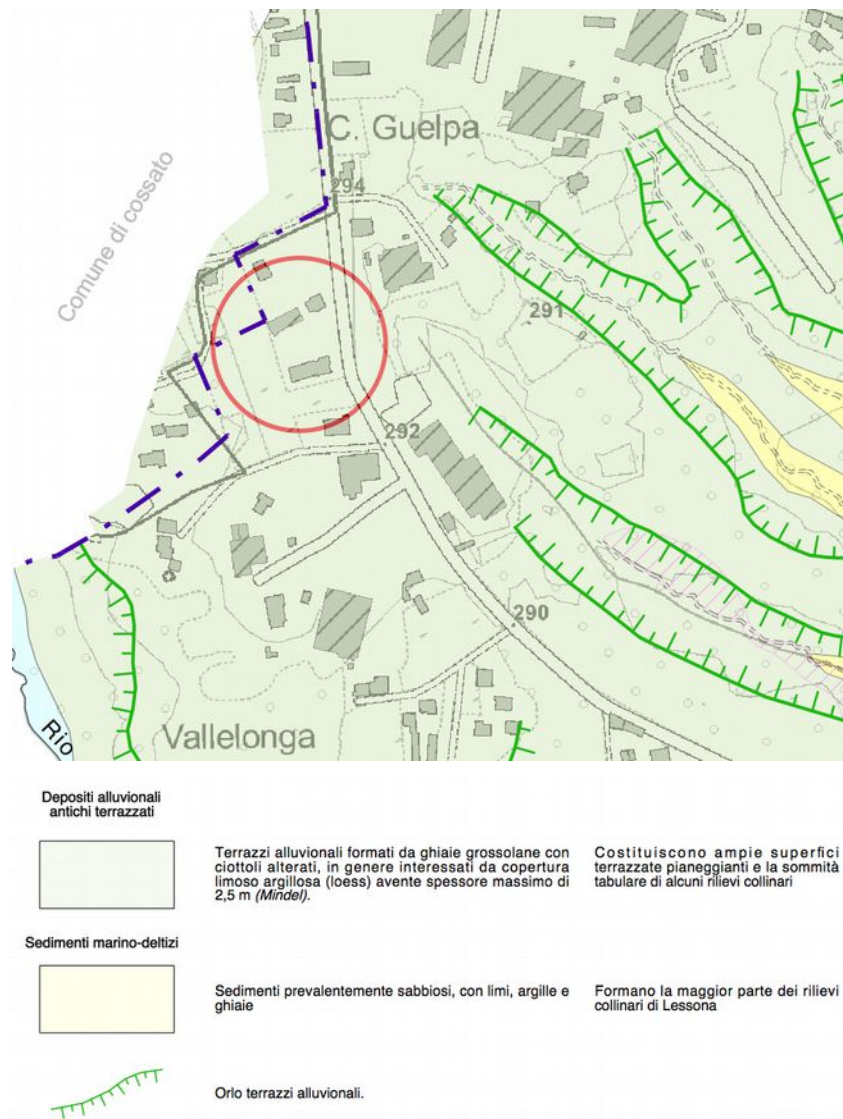 C. Guelpa
294
Comune di cossato
291
292
290
Rio
Vallelonga
Depositi alluvionali
antichi terrazzati
Terrazzi alluvionali formati da ghiaie grossolane con
ciottoli alterati, in genere interessati da copertura
limoso argillosa (loess) avente spessore massimo di
2,5 m (Mindel).
Costituiscono ampie superfici
terrazzate pianeggianti e la sommità
tabulare di alcuni rilievi collinari
Sedimenti marino-deltizi
Sedimenti prevalentemente sabbiosi, con limi, argille e
ghiaie
Formano la maggior parte dei rilievi
collinari di Lessona
Orlo terrazzi alluvionali.